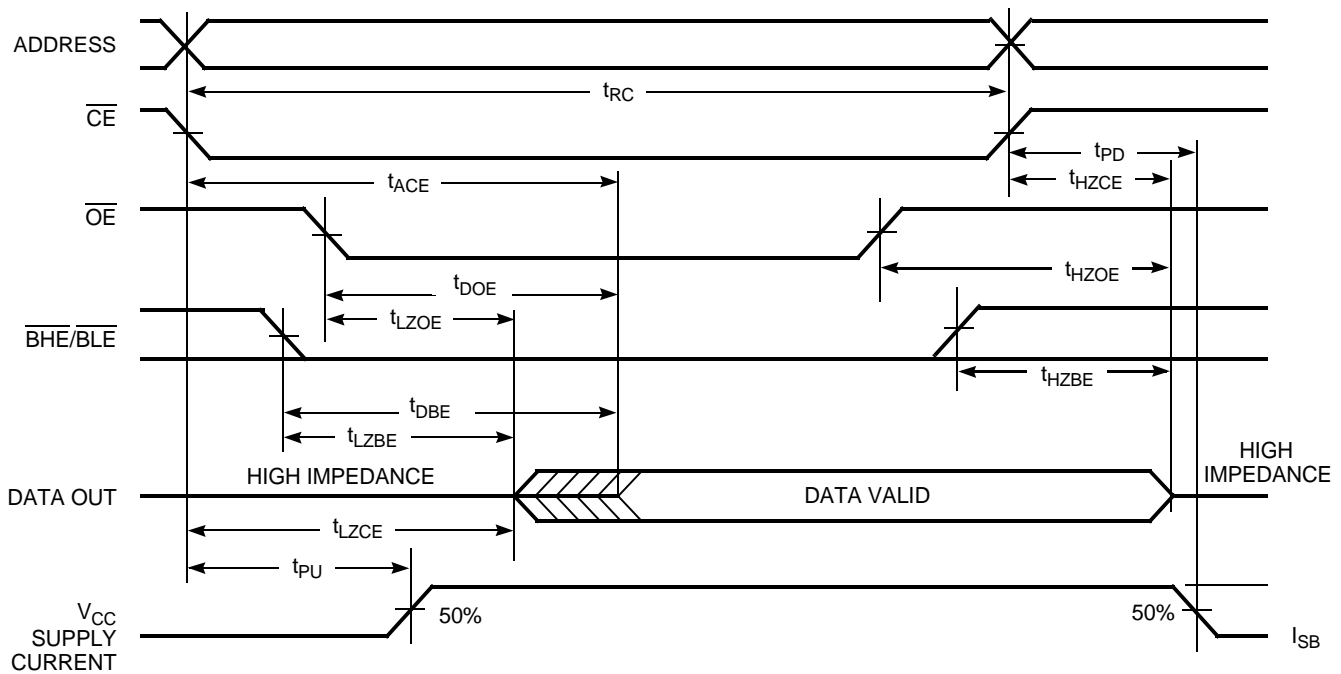 ADDRESS
tRC
CE
tPD
tACE
tHZCE
OE
tHZOE
tDOE
tLZOE
BHE/BLE
tHZBE
tDBE
tLZBE
HIGH IMPEDANCE
HIGH
IMPEDANCE
DATA OUT
DATA VALID
tLZCE
tPU
VCC
SUPPLY
CURRENT
50%
50%
ISB